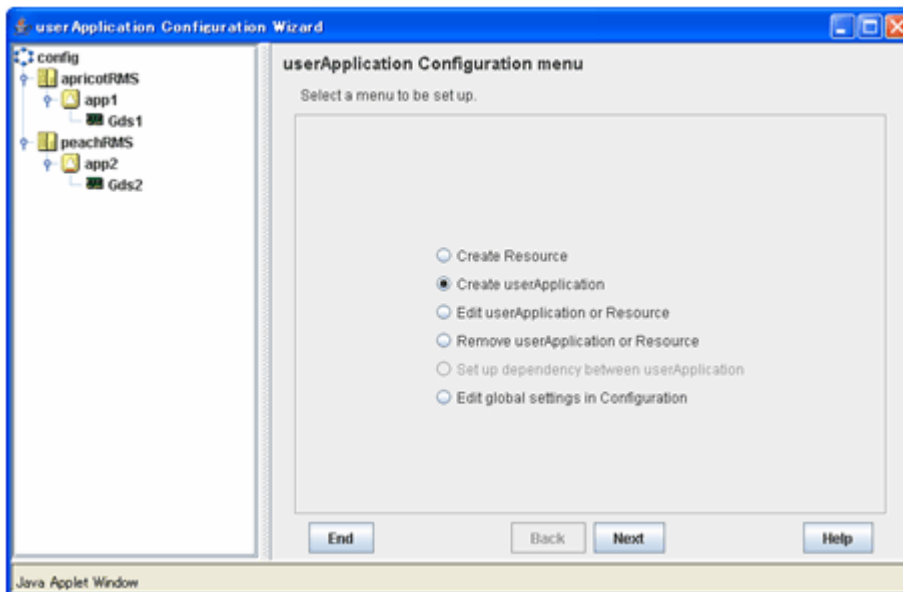 userApplication Configuration Wizard
config
apricotRMS
app1
Gds1
peachRMS
app2
Gds2
userApplication Configuration menu
Select a menu to be set up.
Create Resource
Create userApplication
Edit userApplication or Resource
Remove userApplication or Resource
Set up dependency between userApplication
Edit global settings in Configuration
End Back Next Help
Java Applet Window